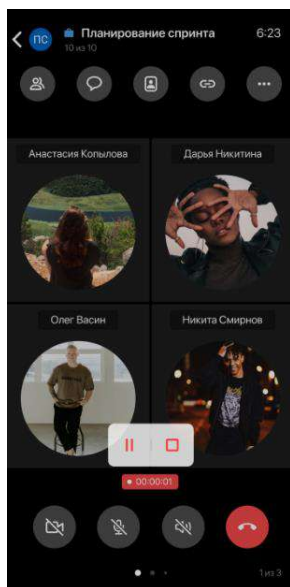 ПС
Планирование спринта
6:23
10 из 10
Анастасия Копылова
Дарья Никитина
Олег Васин
Никита Смирнов
00:00:01
1 из 3